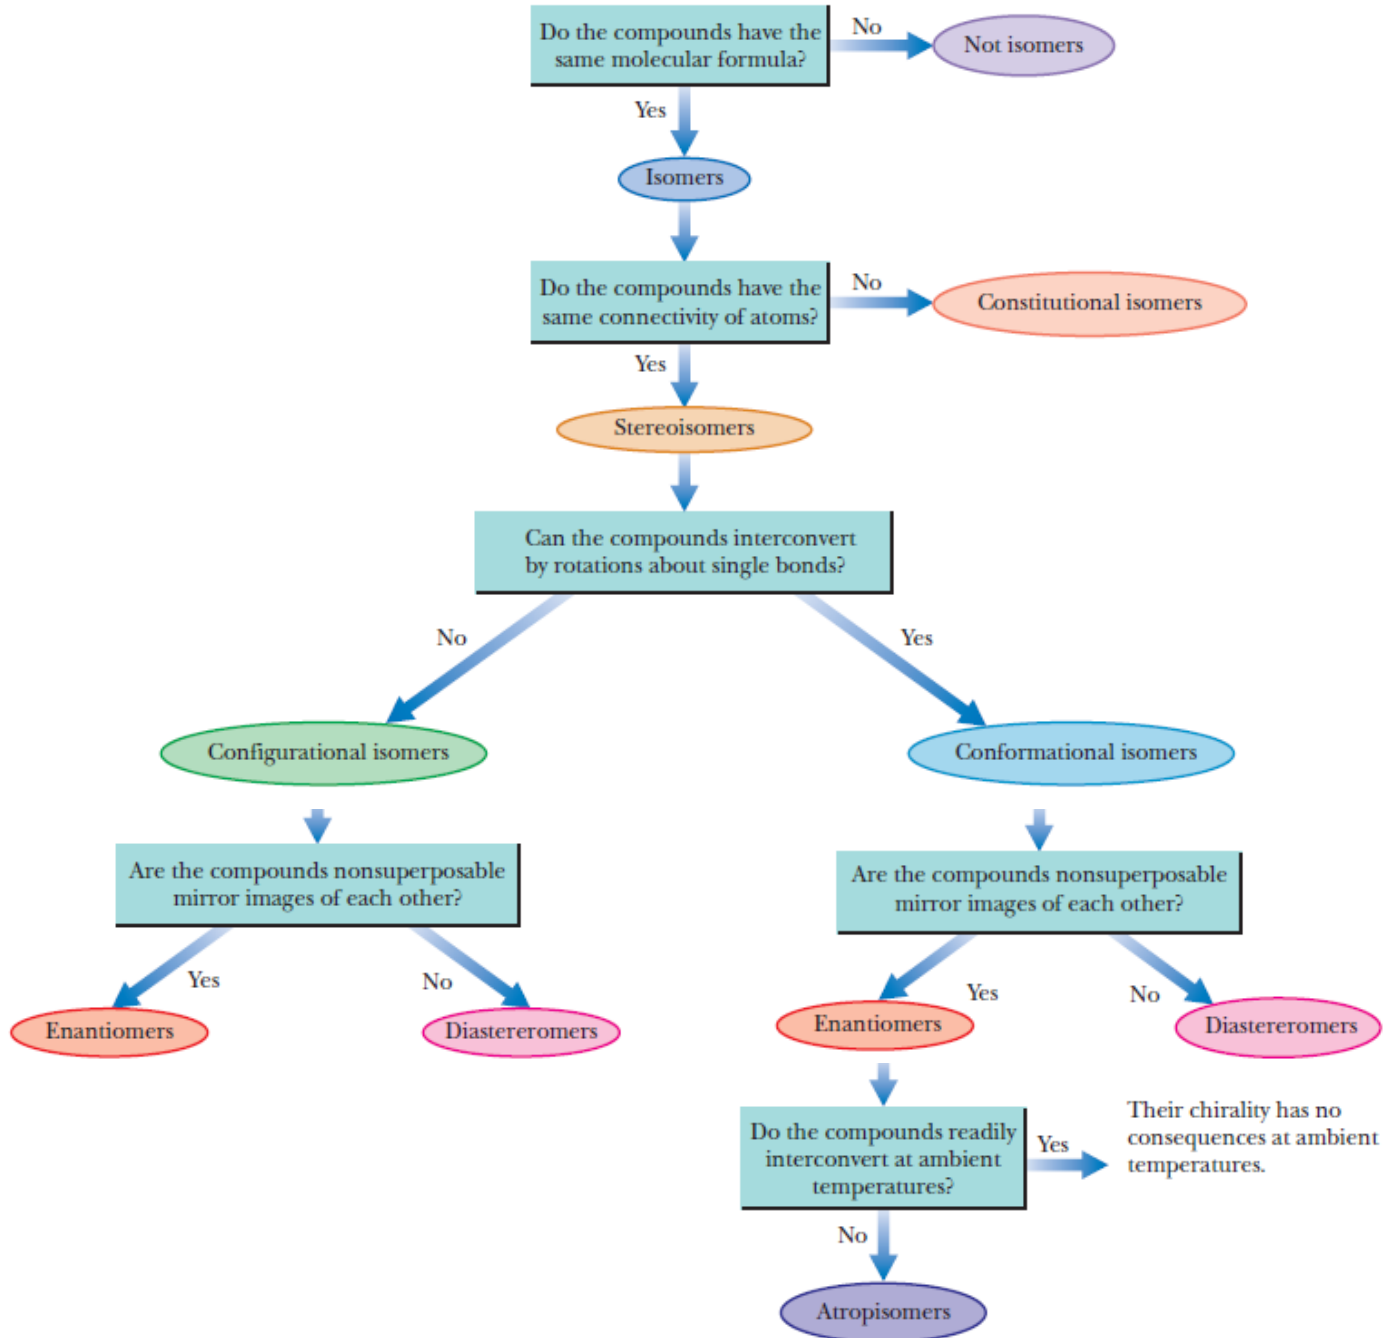 Do the compounds have the
same molecular formula?
No
Not isomers
Yes
Isomers
Do the compounds have the
same connectivity of atoms?
No
Constitutional isomers
Yes
Stereoisomers
Can the compounds interconvert
by rotations about single bonds?
No
Yes
Configurational isomers
Conformational isomers
Are the compounds nonsuperposable
mirror images of each other?
Are the compounds nonsuperposable
mirror images of each other?
Yes
No
Yes
No
Enantiomers
Diastereromers
Enantiomers
Diastereromers
Do the compounds readily
interconvert at ambient
temperatures?
Yes
Their chirality has no
consequences at ambient
temperatures.
No
Atropisomers